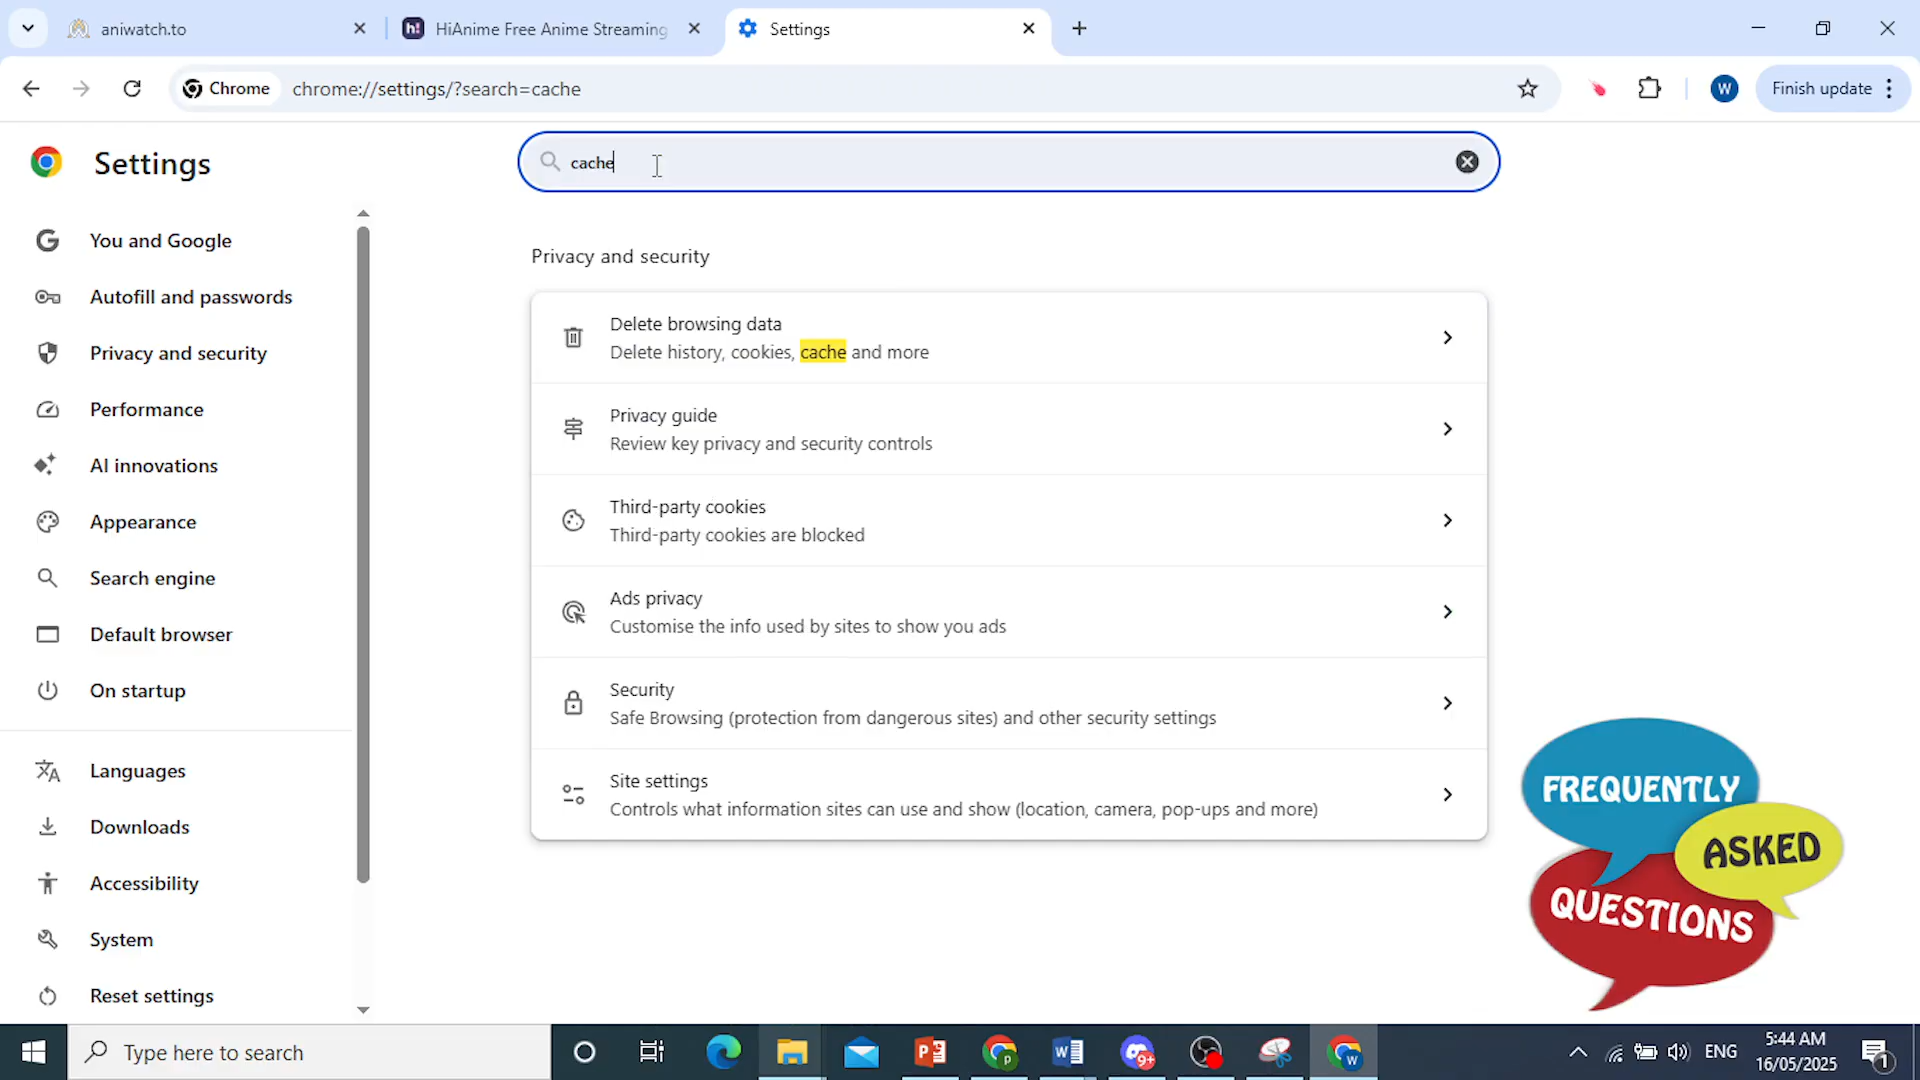 aniwatch.to
h!
HiAnime Free Anime Streaming
Settings
Chrome
chrome://settings/?search=cache
W
Finish update
Settings
cache
You and Google
Autofill and passwords
Privacy and security
Performance
AI innovations
Appearance
Search engine
Default browser
On startup
Languages
Downloads
Accessibility
System
Reset settings
Privacy and security
Delete browsing data
Delete history, cookies, cache and more
Privacy guide
Review key privacy and security controls
Third-party cookies
Third-party cookies are blocked
Ads privacy
Customise the info used by sites to show you ads
Security
Safe Browsing (protection from dangerous sites) and other security settings
Site settings
Controls what information sites can use and show (location, camera, pop-ups and more)
FREQUENTLY
ASKED
QUESTIONS
Type here to search
9+
ENG
5:44 AM
16/05/2025
1